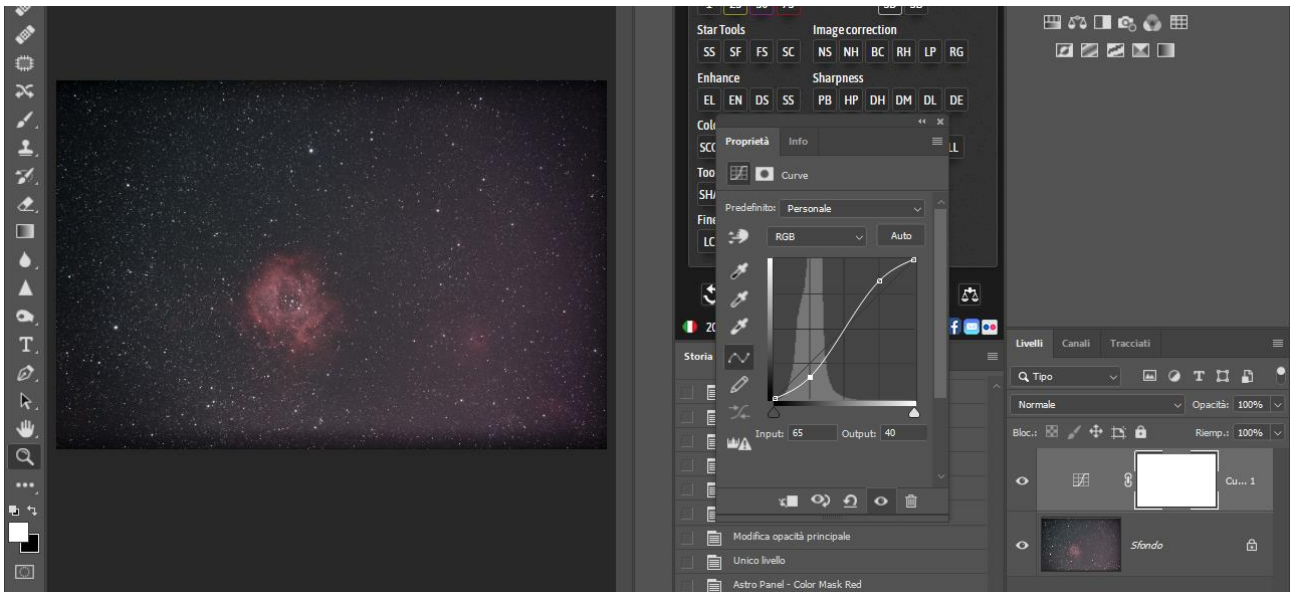 Star Tools Image correction
SS SF FS SC NS NH BC RH LP RG
Enhance Sharpness
EL EN DS SS PB HP DH DM DL DE
Proprietà Info
LL
Curve
Predefinito: Personale
RGB Auto
Input: 65 Output: 40
Storia
Modifica opacità principale
Unico livello
Astro Panel - Color Mask Red
Livelli Canali Tracciati
Tipo
Normale Opacità: 100%
Bloc.: Riemp.: 100%
Cu... 1
Sfondo